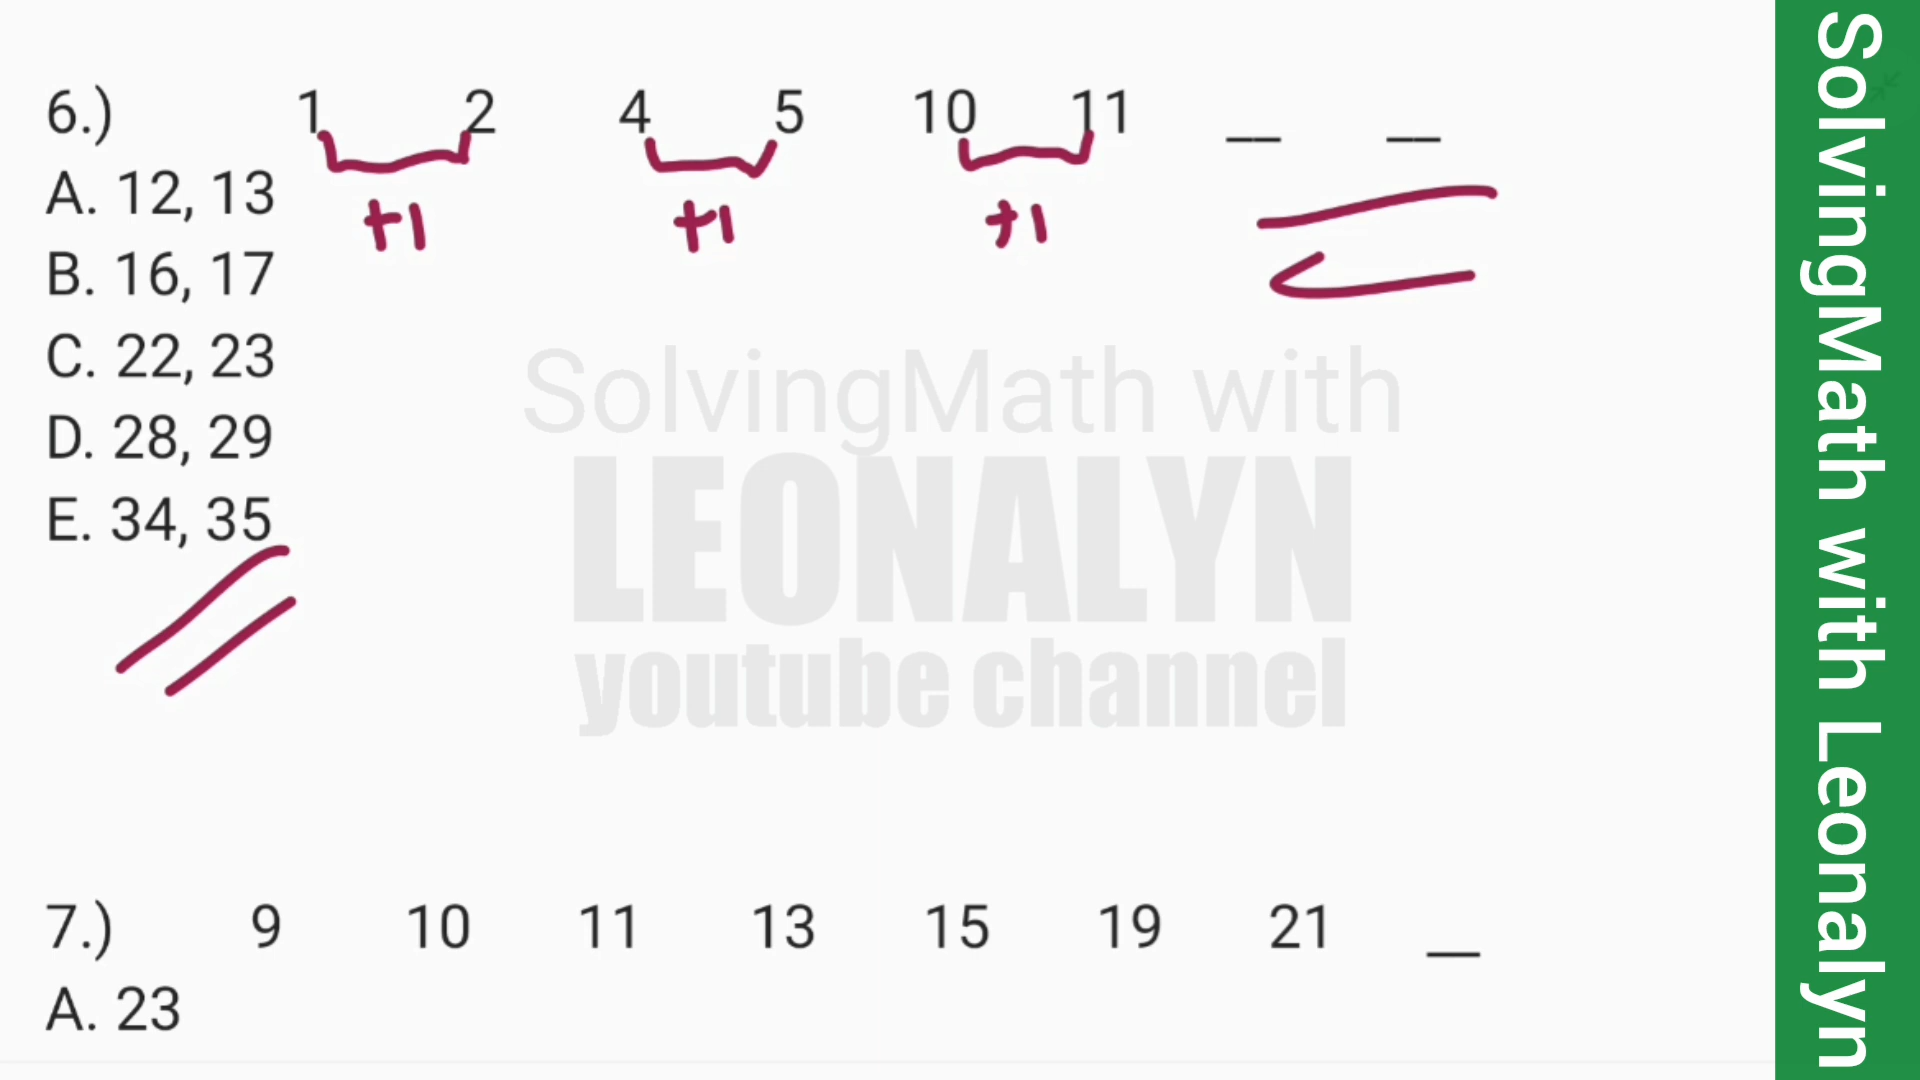 6.) 1 2 4 5 10 11 __ __
A. 12, 13
+1 +1 +1
B. 16, 17
C. 22, 23
D. 28, 29
E. 34, 35
SolvingMath with
LEONALYN
youtube channel
7.) 9 10 11 13 15 19 21 __
A. 23
SolvingMath with Leonalyn